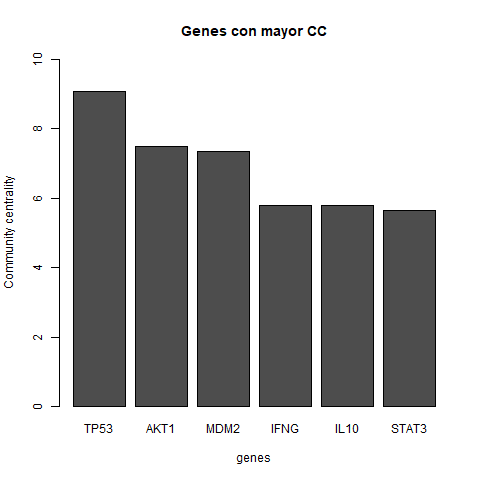 Genes con mayor CC
Community centrality
10
8
6
4
2
0
TP53 AKT1 MDM2 IFNG IL10 STAT3
genes